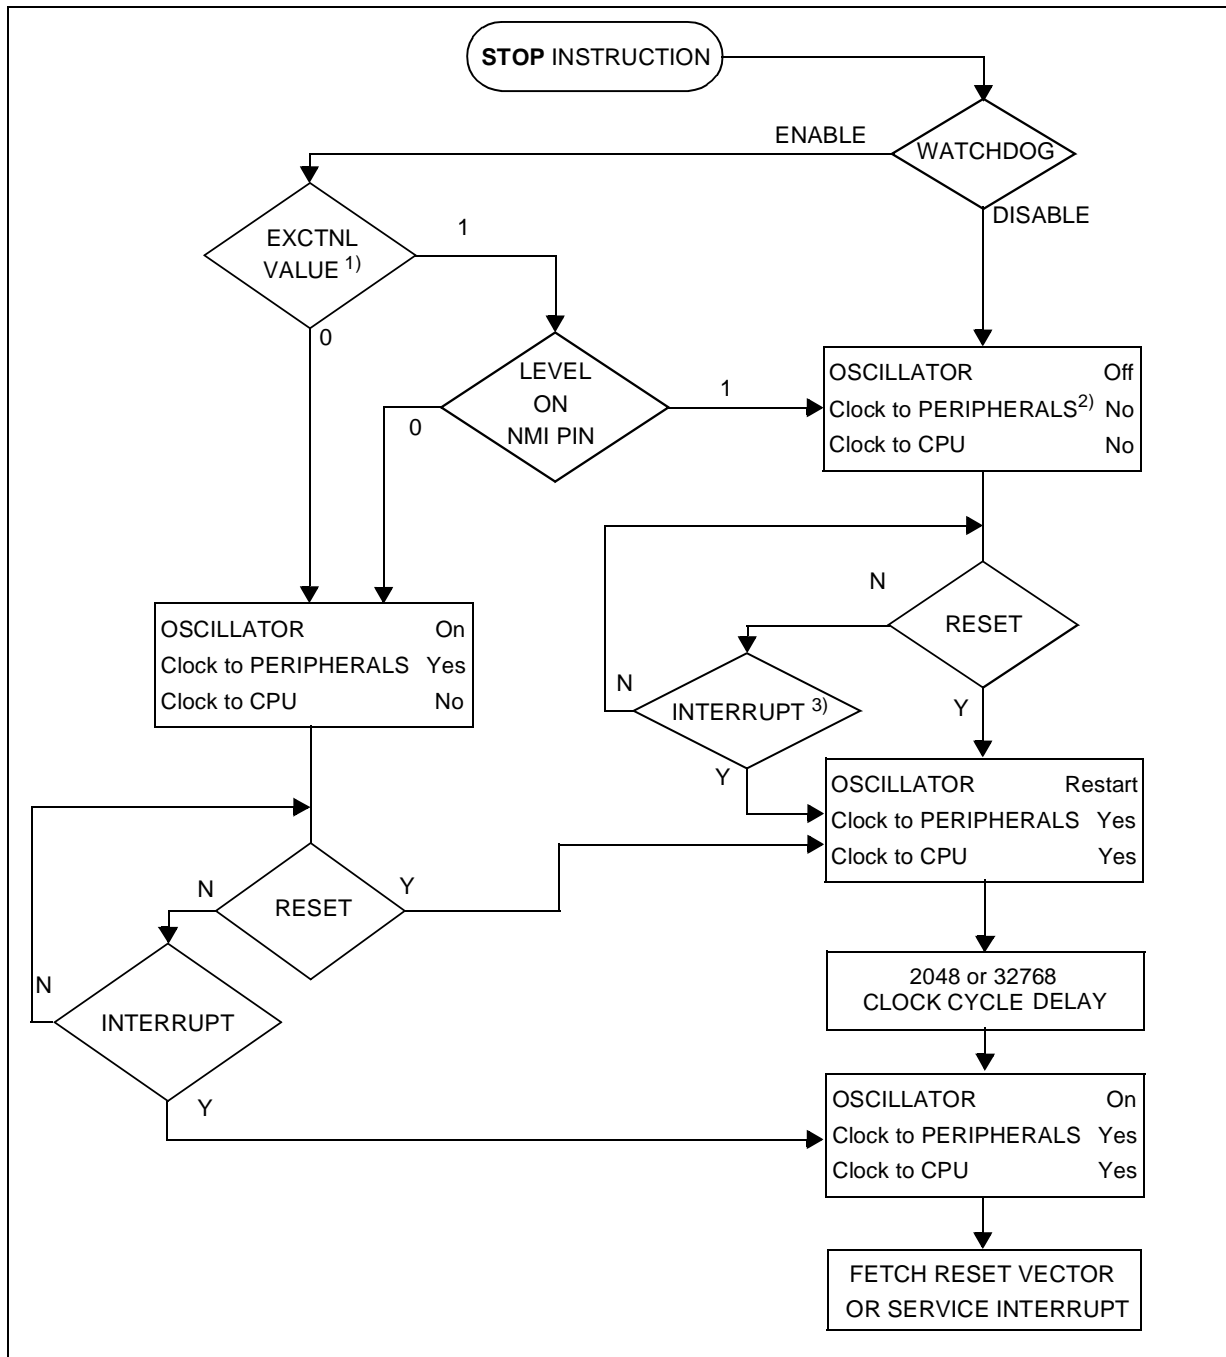 STOP INSTRUCTION
ENABLE
WATCHDOG
DISABLE
EXCTNL
VALUE 1)
1
0
LEVEL
ON
NMI PIN
0
1
OSCILLATOR Off
Clock to PERIPHERALS2) No
Clock to CPU No
OSCILLATOR On
Clock to PERIPHERALS Yes
Clock to CPU No
N
RESET
Y
N
INTERRUPT 3)
Y
OSCILLATOR Restart
Clock to PERIPHERALS Yes
Clock to CPU Yes
N
RESET
Y
N
INTERRUPT
Y
2048 or 32768
CLOCK CYCLE DELAY
OSCILLATOR On
Clock to PERIPHERALS Yes
Clock to CPU Yes
FETCH RESET VECTOR
OR SERVICE INTERRUPT